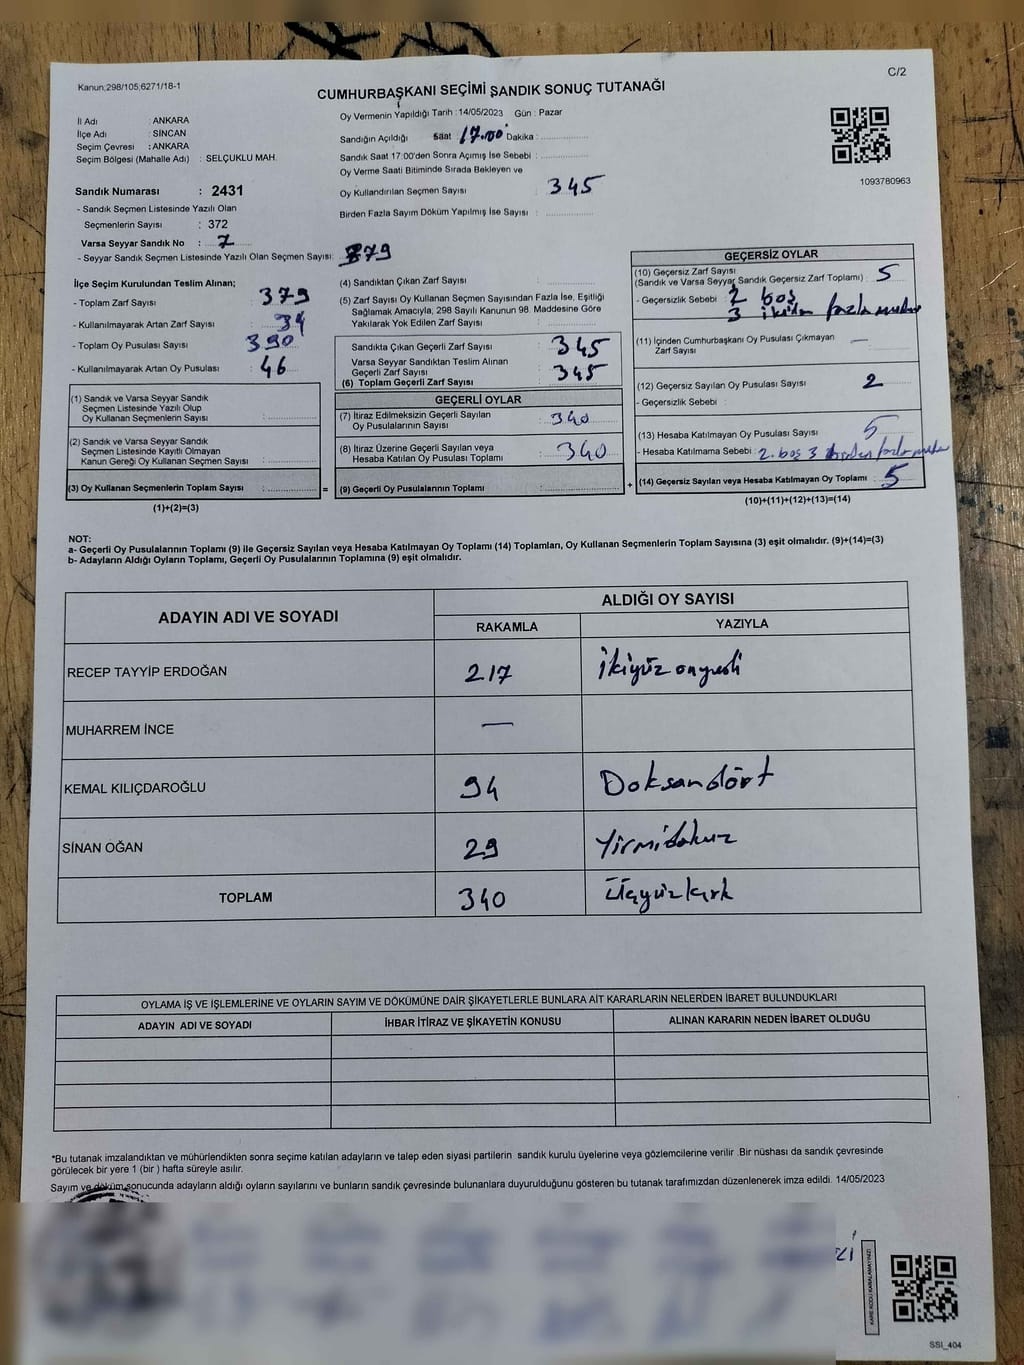 Kanun;298/105;6271/18-1
C/2
CUMHURBAŞKANI SEÇİMİ SANDIK SONUÇ TUTANAĞI
İl Adı : ANKARA
İlçe Adı : SİNCAN
Seçim Çevresi : ANKARA
Seçim Bölgesi (Mahalle Adı) : SELÇUKLU MAH.
Sandık Numarası : 2431
- Sandık Seçmen Listesinde Yazılı Olan
Seçmenlerin Sayısı : 372
Varsa Seyyar Sandık No : 7
- Seyyar Sandık Seçmen Listesinde Yazılı Olan Seçmen Sayısı: 379
Oy Vermenin Yapıldığı Tarih : 14/05/2023 Gün : Pazar
Sandığın Açıldığı Saat 17.00 Dakika :
Sandık Saat 17:00'den Sonra Açımış İse Sebebi :
Oy Verme Saati Bitiminde Sırada Bekleyen ve
Oy Kullandırılan Seçmen Sayısı : 345
Birden Fazla Sayım Döküm Yapılmış İse Sayısı :
1093780963
İlçe Seçim Kurulundan Teslim Alınan;
- Toplam Zarf Sayısı : 379
- Kullanılmayarak Artan Zarf Sayısı : 34
- Toplam Oy Pusulası Sayısı : 390
- Kullanılmayarak Artan Oy Pusulası : 46
(1) Sandık ve Varsa Seyyar Sandık
Seçmen Listesinde Yazılı Olup
Oy Kullanan Seçmenlerin Sayısı :
(2) Sandık ve Varsa Seyyar Sandık
Seçmen Listesinde Kayıtlı Olmayan
Kanun Gereği Oy Kullanan Seçmen Sayısı :
(3) Oy Kullanan Seçmenlerin Toplam Sayısı : =
(1)+(2)=(3)
(4) Sandıktan Çıkan Zarf Sayısı :
(5) Zarf Sayısı Oy Kullanan Seçmen Sayısından Fazla İse, Eşitliği
Sağlamak Amacıyla, 298 Sayılı Kanunun 98. Maddesine Göre
Yakılarak Yok Edilen Zarf Sayısı :
Sandıkta Çıkan Geçerli Zarf Sayısı : 345
Varsa Seyyar Sandıktan Teslim Alınan
Geçerli Zarf Sayısı : 345
(6) Toplam Geçerli Zarf Sayısı :
GEÇERLİ OYLAR
(7) İtiraz Edilmeksizin Geçerli Sayılan
Oy Pusulalarının Sayısı : 340
(8) İtiraz Üzerine Geçerli Sayılan veya
Hesaba Katılan Oy Pusulası Toplamı : 340
(9) Geçerli Oy Pusulalarının Toplamı : +
GEÇERSİZ OYLAR
(10) Geçersiz Zarf Sayısı
(Sandık ve Varsa Seyyar Sandık Geçersiz Zarf Toplamı) : 5
- Geçersizlik Sebebi : 2 boş
3 ikiden fazla mühür
(11) İçinden Cumhurbaşkanı Oy Pusulası Çıkmayan
Zarf Sayısı : —
(12) Geçersiz Sayılan Oy Pusulası Sayısı : 2
- Geçersizlik Sebebi :
(13) Hesaba Katılmayan Oy Pusulası Sayısı : 5
- Hesaba Katılmama Sebebi : 2. boş 3 birden fazla mühür
(14) Geçersiz Sayılan veya Hesaba Katılmayan Oy Toplamı : 5
(10)+(11)+(12)+(13)=(14)
NOT:
a- Geçerli Oy Pusulalarının Toplamı (9) ile Geçersiz Sayılan veya Hesaba Katılmayan Oy Toplamı (14) Toplamları, Oy Kullanan Seçmenlerin Toplam Sayısına (3) eşit olmalıdır. (9)+(14)=(3)
b- Adayların Aldığı Oyların Toplamı, Geçerli Oy Pusulalarının Toplamına (9) eşit olmalıdır.
ADAYIN ADI VE SOYADI ALDIĞI OY SAYISI
RAKAMLA YAZIYLA
RECEP TAYYİP ERDOĞAN 217 İkiyüz onyedi
MUHARREM İNCE —
KEMAL KILIÇDAROĞLU 94 Doksandört
SİNAN OĞAN 29 Yirmidokuz
TOPLAM 340 Üçyüzkırk
OYLAMA İŞ VE İŞLEMLERİNE VE OYLARIN SAYIM VE DÖKÜMÜNE DAİR ŞİKAYETLERLE BUNLARA AİT KARARLARIN NELERDEN İBARET BULUNDUKLARI
ADAYIN ADI VE SOYADI İHBAR İTİRAZ VE ŞİKAYETİN KONUSU ALINAN KARARIN NEDEN İBARET OLDUĞU
*Bu tutanak imzalandıktan ve mühürlendikten sonra seçime katılan adayların ve talep eden siyasi partilerin sandık kurulu üyelerine veya gözlemcilerine verilir .Bir nüshası da sandık çevresinde
görülecek bir yere 1 (bir ) hafta süreyle asılır.
Sayım ve döküm sonucunda adayların aldığı oyların sayılarını ve bunların sandık çevresinde bulunanlara duyurulduğunu gösteren bu tutanak tarafımızdan düzenlenerek imza edildi. 14/05/2023
KARE KODU KARALAMAYINIZ!
SSI_404